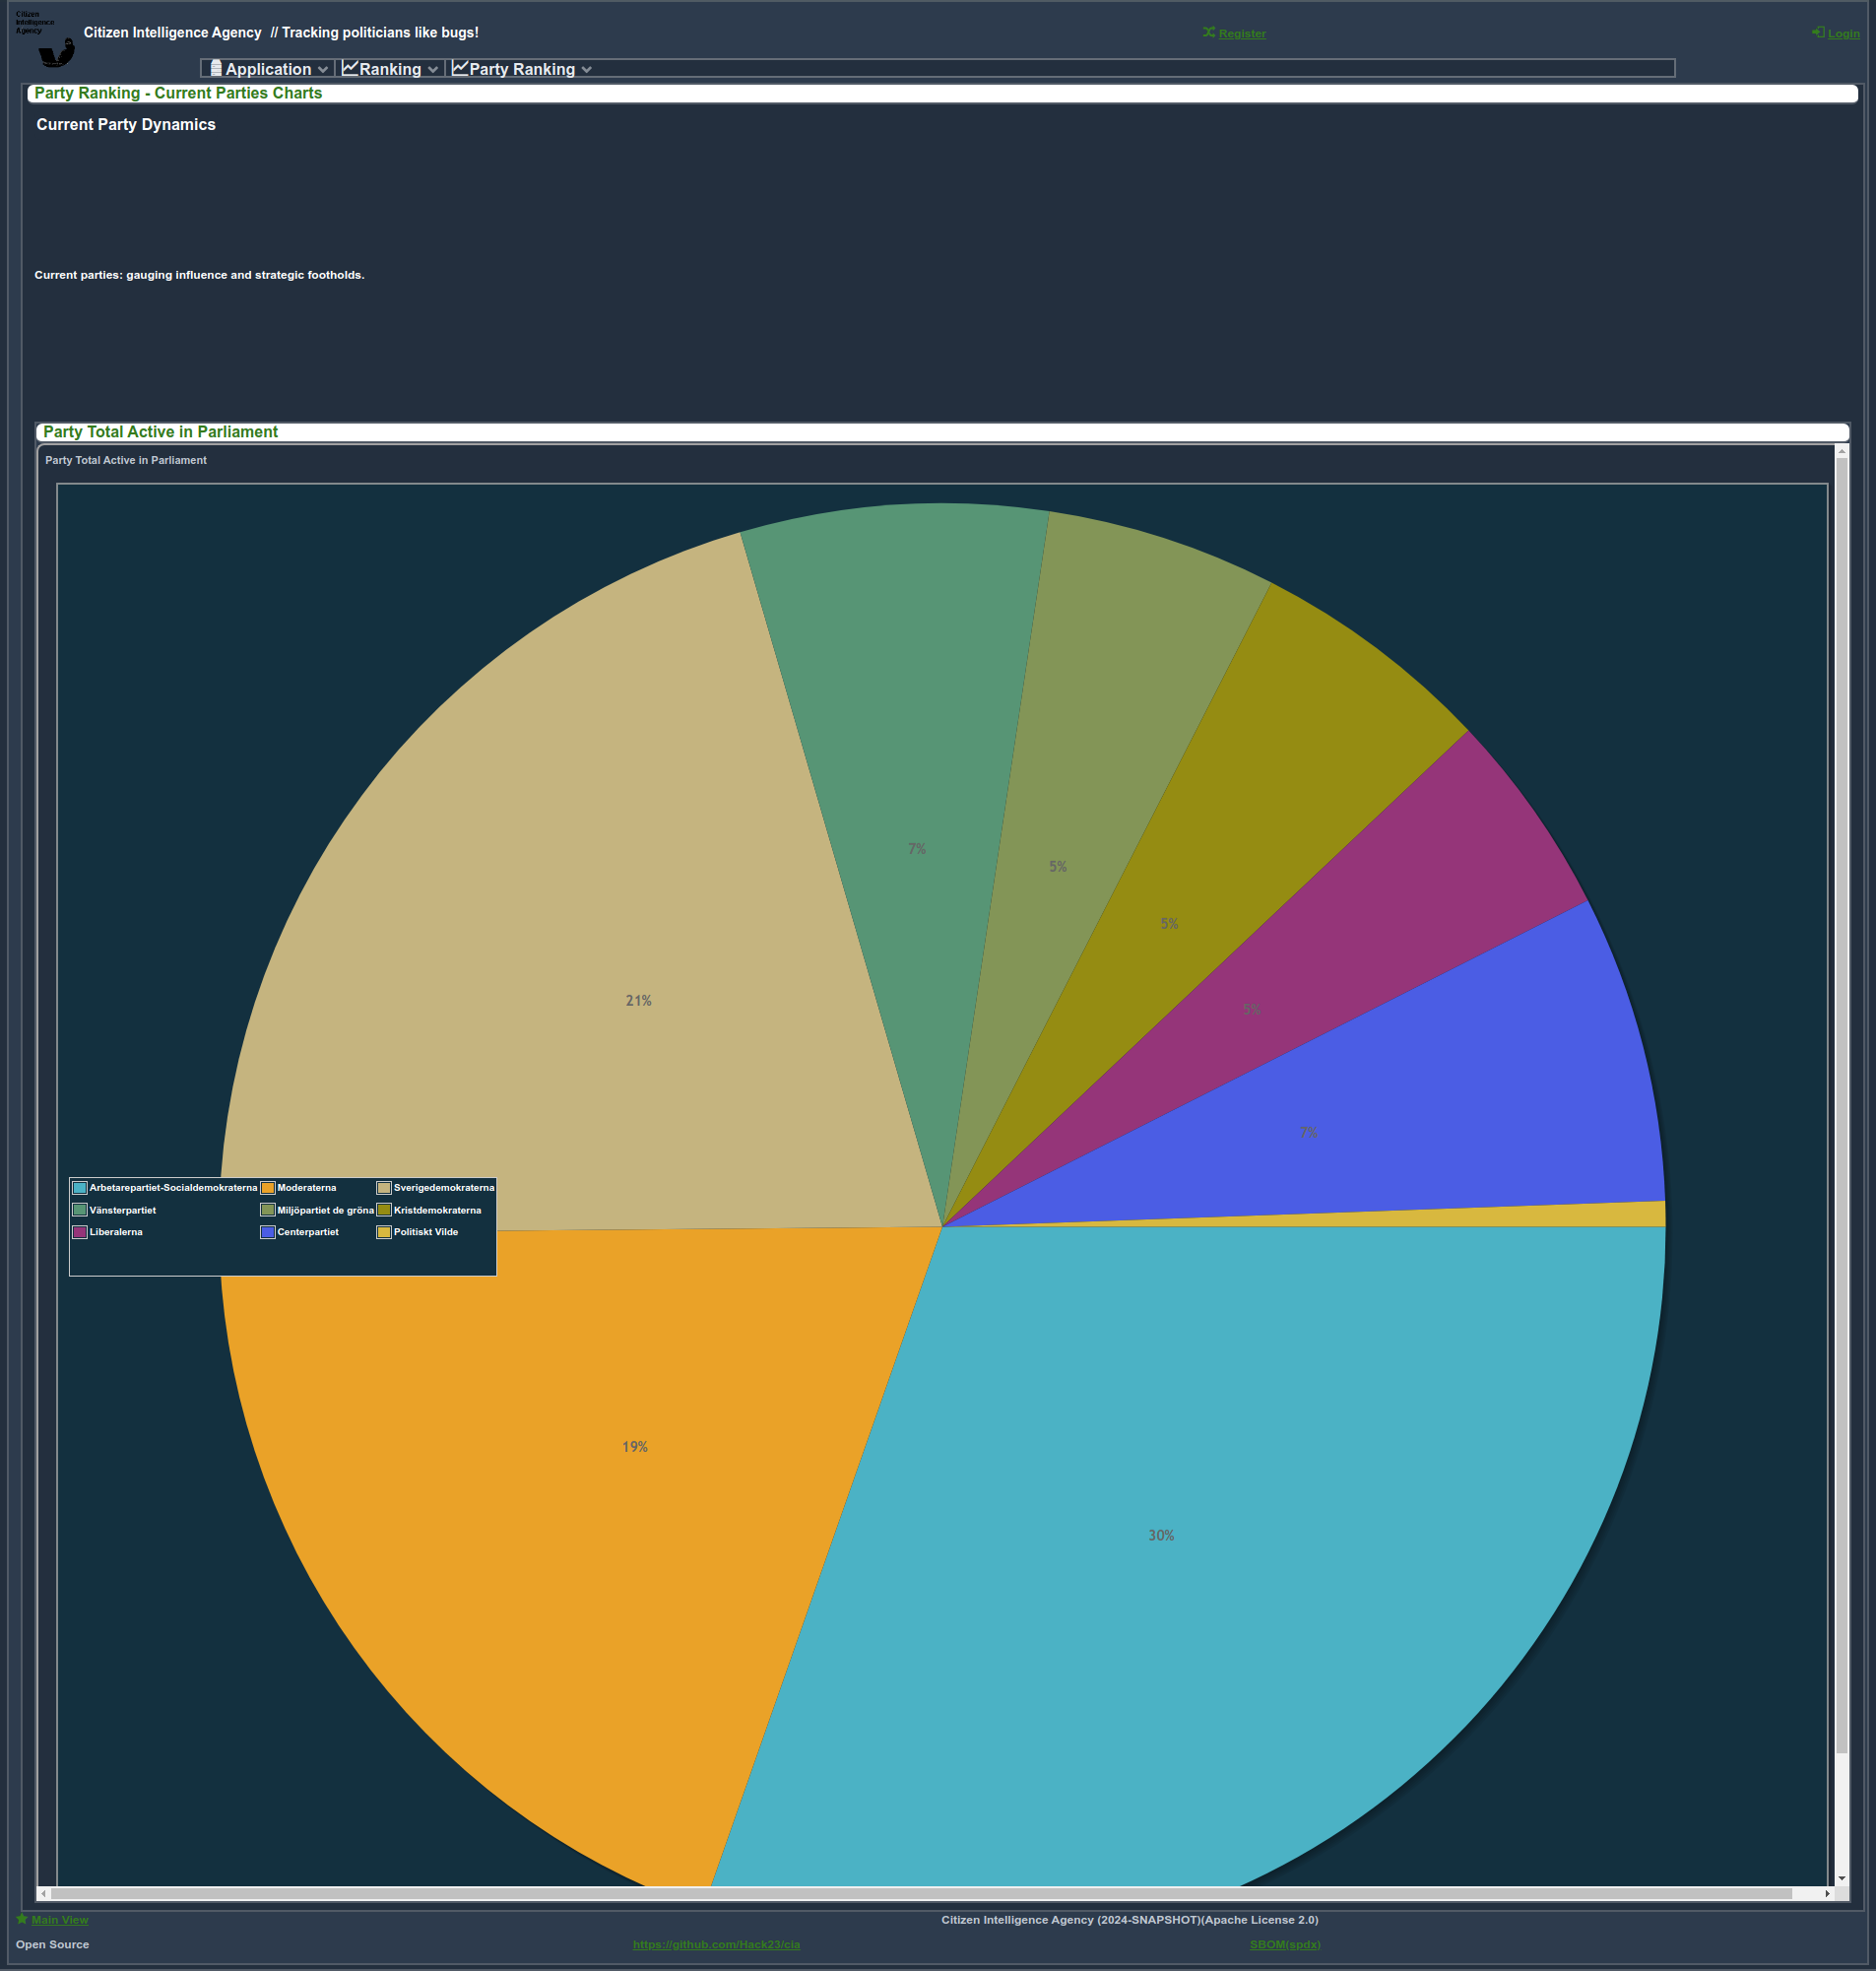 Citizen
Intelligence
Agency
Citizen Intelligence Agency // Tracking politicians like bugs!
Register
Login
Application
Ranking
Party Ranking
Party Ranking - Current Parties Charts
Current Party Dynamics
Current parties: gauging influence and strategic footholds.
Party Total Active in Parliament
Party Total Active in Parliament
7%
5%
5%
21%
5%
7%
Arbetarepartiet-Socialdemokraterna Moderaterna Sverigedemokraterna
Vänsterpartiet Miljöpartiet de gröna Kristdemokraterna
Liberalerna Centerpartiet Politiskt Vilde
19%
30%
Main View
Citizen Intelligence Agency (2024-SNAPSHOT)(Apache License 2.0)
Open Source
https://github.com/Hack23/cia
SBOM(spdx)